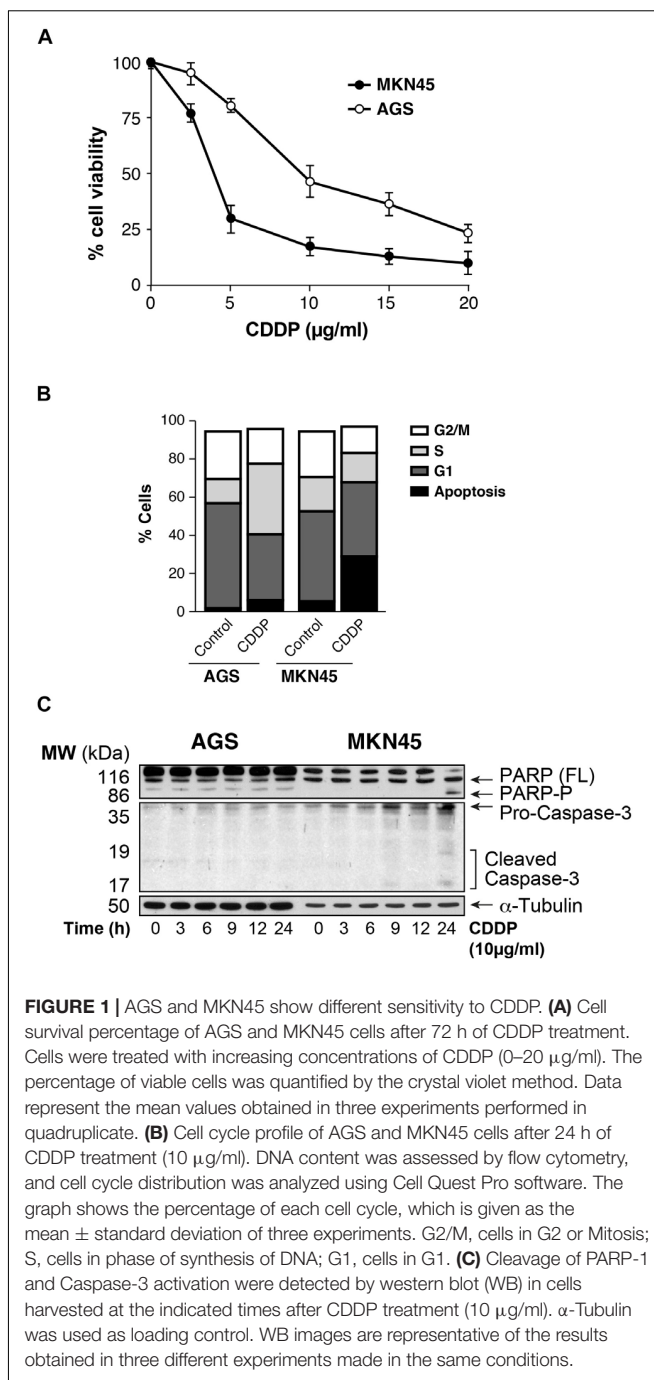 A
100
75
50
25
0
% cell viability
MKN45
AGS
0 5 10 15 20
CDDP (µg/ml)
B
100
80
60
40
20
0
% Cells
G2/M
S
G1
Apoptosis
Control CDDP Control CDDP
AGS MKN45
C
AGS MKN45
MW (kDa)
116
86
35
19
17
50
PARP (FL)
PARP-P
Pro-Caspase-3
Cleaved
Caspase-3
α-Tubulin
Time (h) 0 3 6 9 12 24 0 3 6 9 12 24 CDDP
(10µg/ml)
FIGURE 1 | AGS and MKN45 show different sensitivity to CDDP. (A) Cell
survival percentage of AGS and MKN45 cells after 72 h of CDDP treatment.
Cells were treated with increasing concentrations of CDDP (0–20 µg/ml). The
percentage of viable cells was quantified by the crystal violet method. Data
represent the mean values obtained in three experiments performed in
quadruplicate. (B) Cell cycle profile of AGS and MKN45 cells after 24 h of
CDDP treatment (10 µg/ml). DNA content was assessed by flow cytometry,
and cell cycle distribution was analyzed using Cell Quest Pro software. The
graph shows the percentage of each cell cycle, which is given as the
mean ± standard deviation of three experiments. G2/M, cells in G2 or Mitosis;
S, cells in phase of synthesis of DNA; G1, cells in G1. (C) Cleavage of PARP-1
and Caspase-3 activation were detected by western blot (WB) in cells
harvested at the indicated times after CDDP treatment (10 µg/ml). α-Tubulin
was used as loading control. WB images are representative of the results
obtained in three different experiments made in the same conditions.